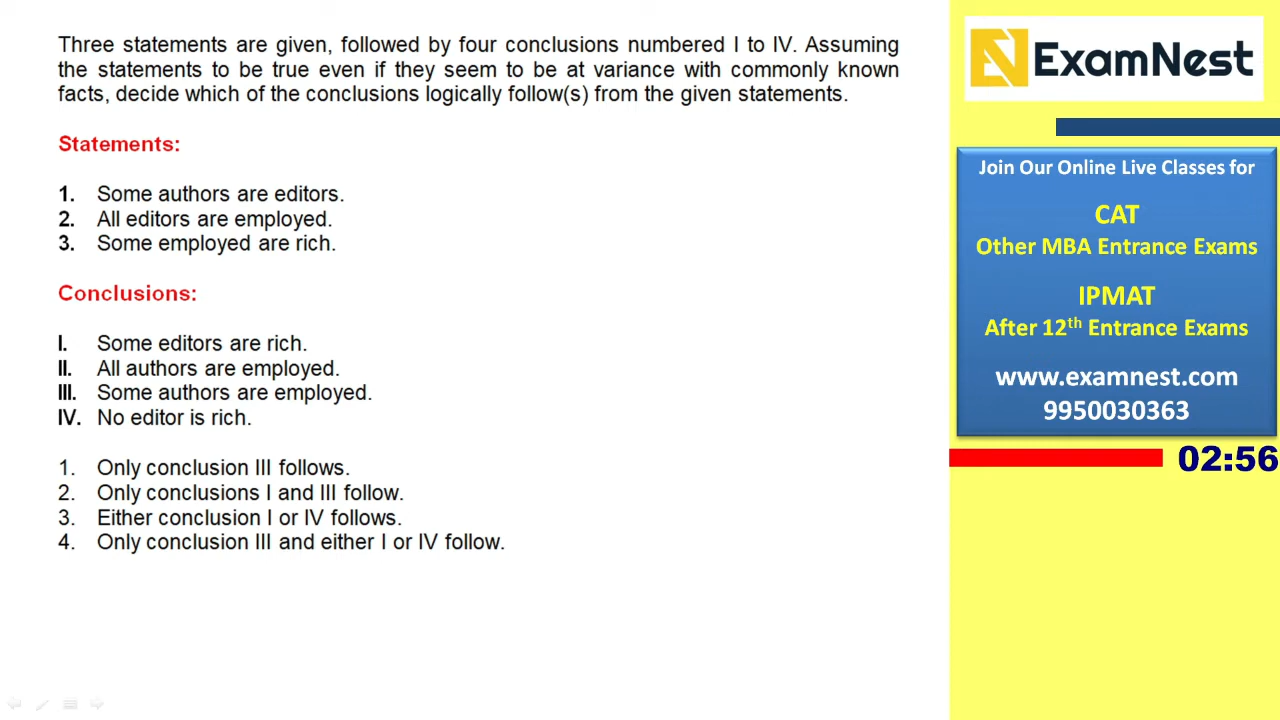 Three statements are given, followed by four conclusions numbered I to IV. Assuming
the statements to be true even if they seem to be at variance with commonly known
facts, decide which of the conclusions logically follow(s) from the given statements.
Statements:
1. Some authors are editors.
2. All editors are employed.
3. Some employed are rich.
Conclusions:
I. Some editors are rich.
II. All authors are employed.
III. Some authors are employed.
IV. No editor is rich.
1. Only conclusion III follows.
2. Only conclusions I and III follow.
3. Either conclusion I or IV follows.
4. Only conclusion III and either I or IV follow.
ExamNest
Join Our Online Live Classes for
CAT
Other MBA Entrance Exams
IPMAT
After 12th Entrance Exams
www.examnest.com
9950030363
02:56